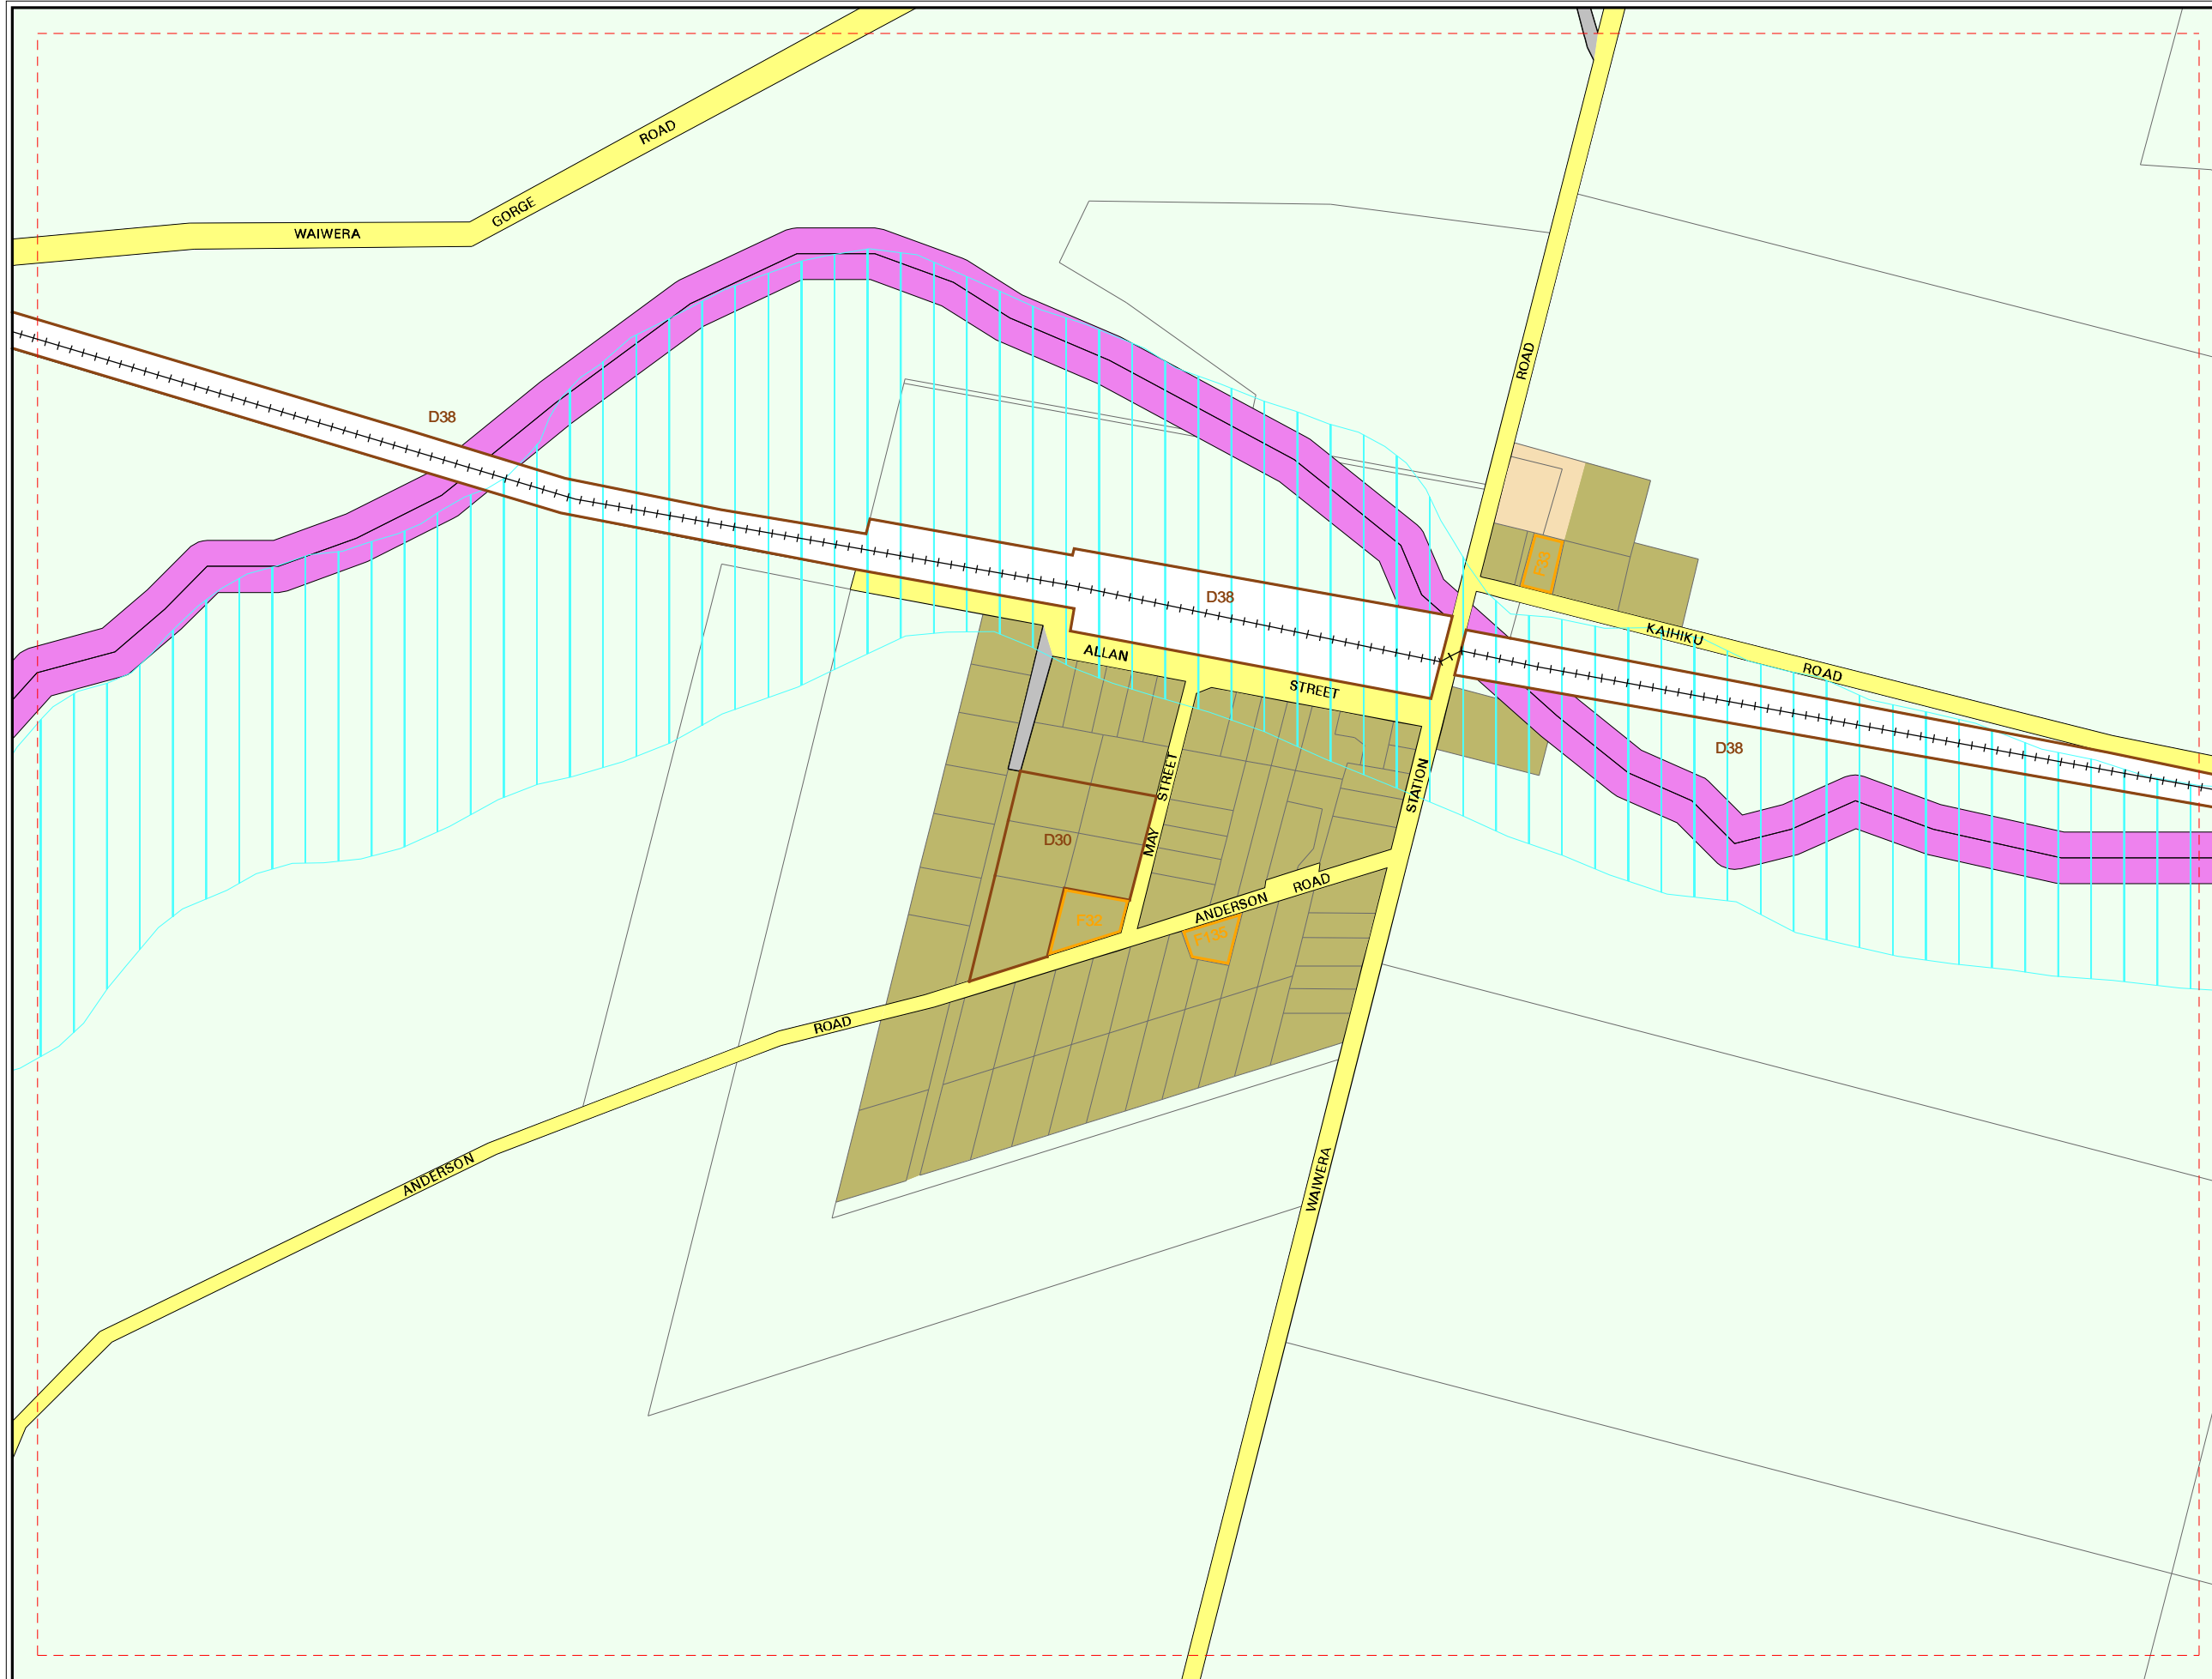 ROAD
GORGE
WAIWERA
ROAD
D38
D38
KAIHIKU
ALLAN
ROAD
STREET
D38
STREET
STATION
D30
MAY
ROAD
ANDERSON
F32
ROAD
ANDERSON
WAIWERA